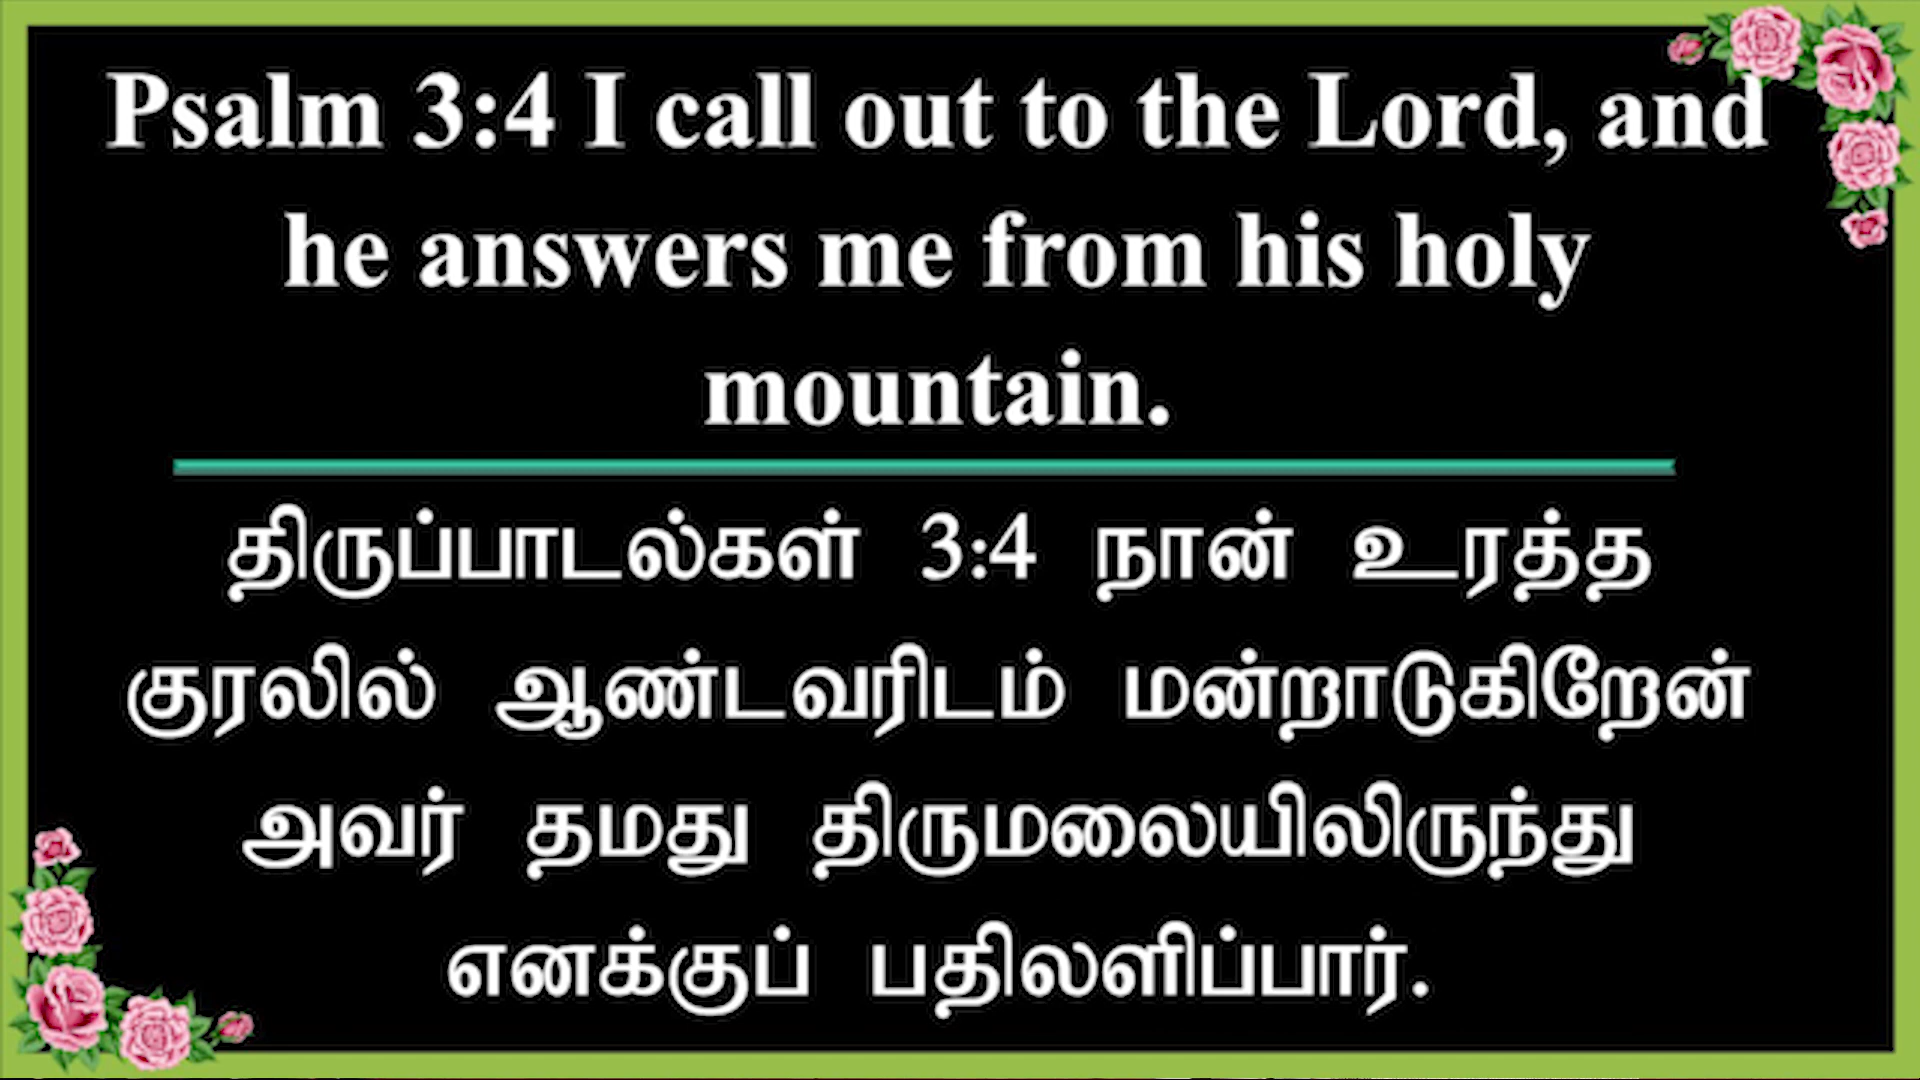 Psalm 3:4 I call out to the Lord, and
he answers me from his holy
mountain.
திருப்பாடல்கள் 3:4 நான் உரத்த
குரலில் ஆண்டவரிடம் மன்றாடுகிறேன்
அவர் தமது திருமலையிலிருந்து
எனக்குப் பதிலளிப்பார்.